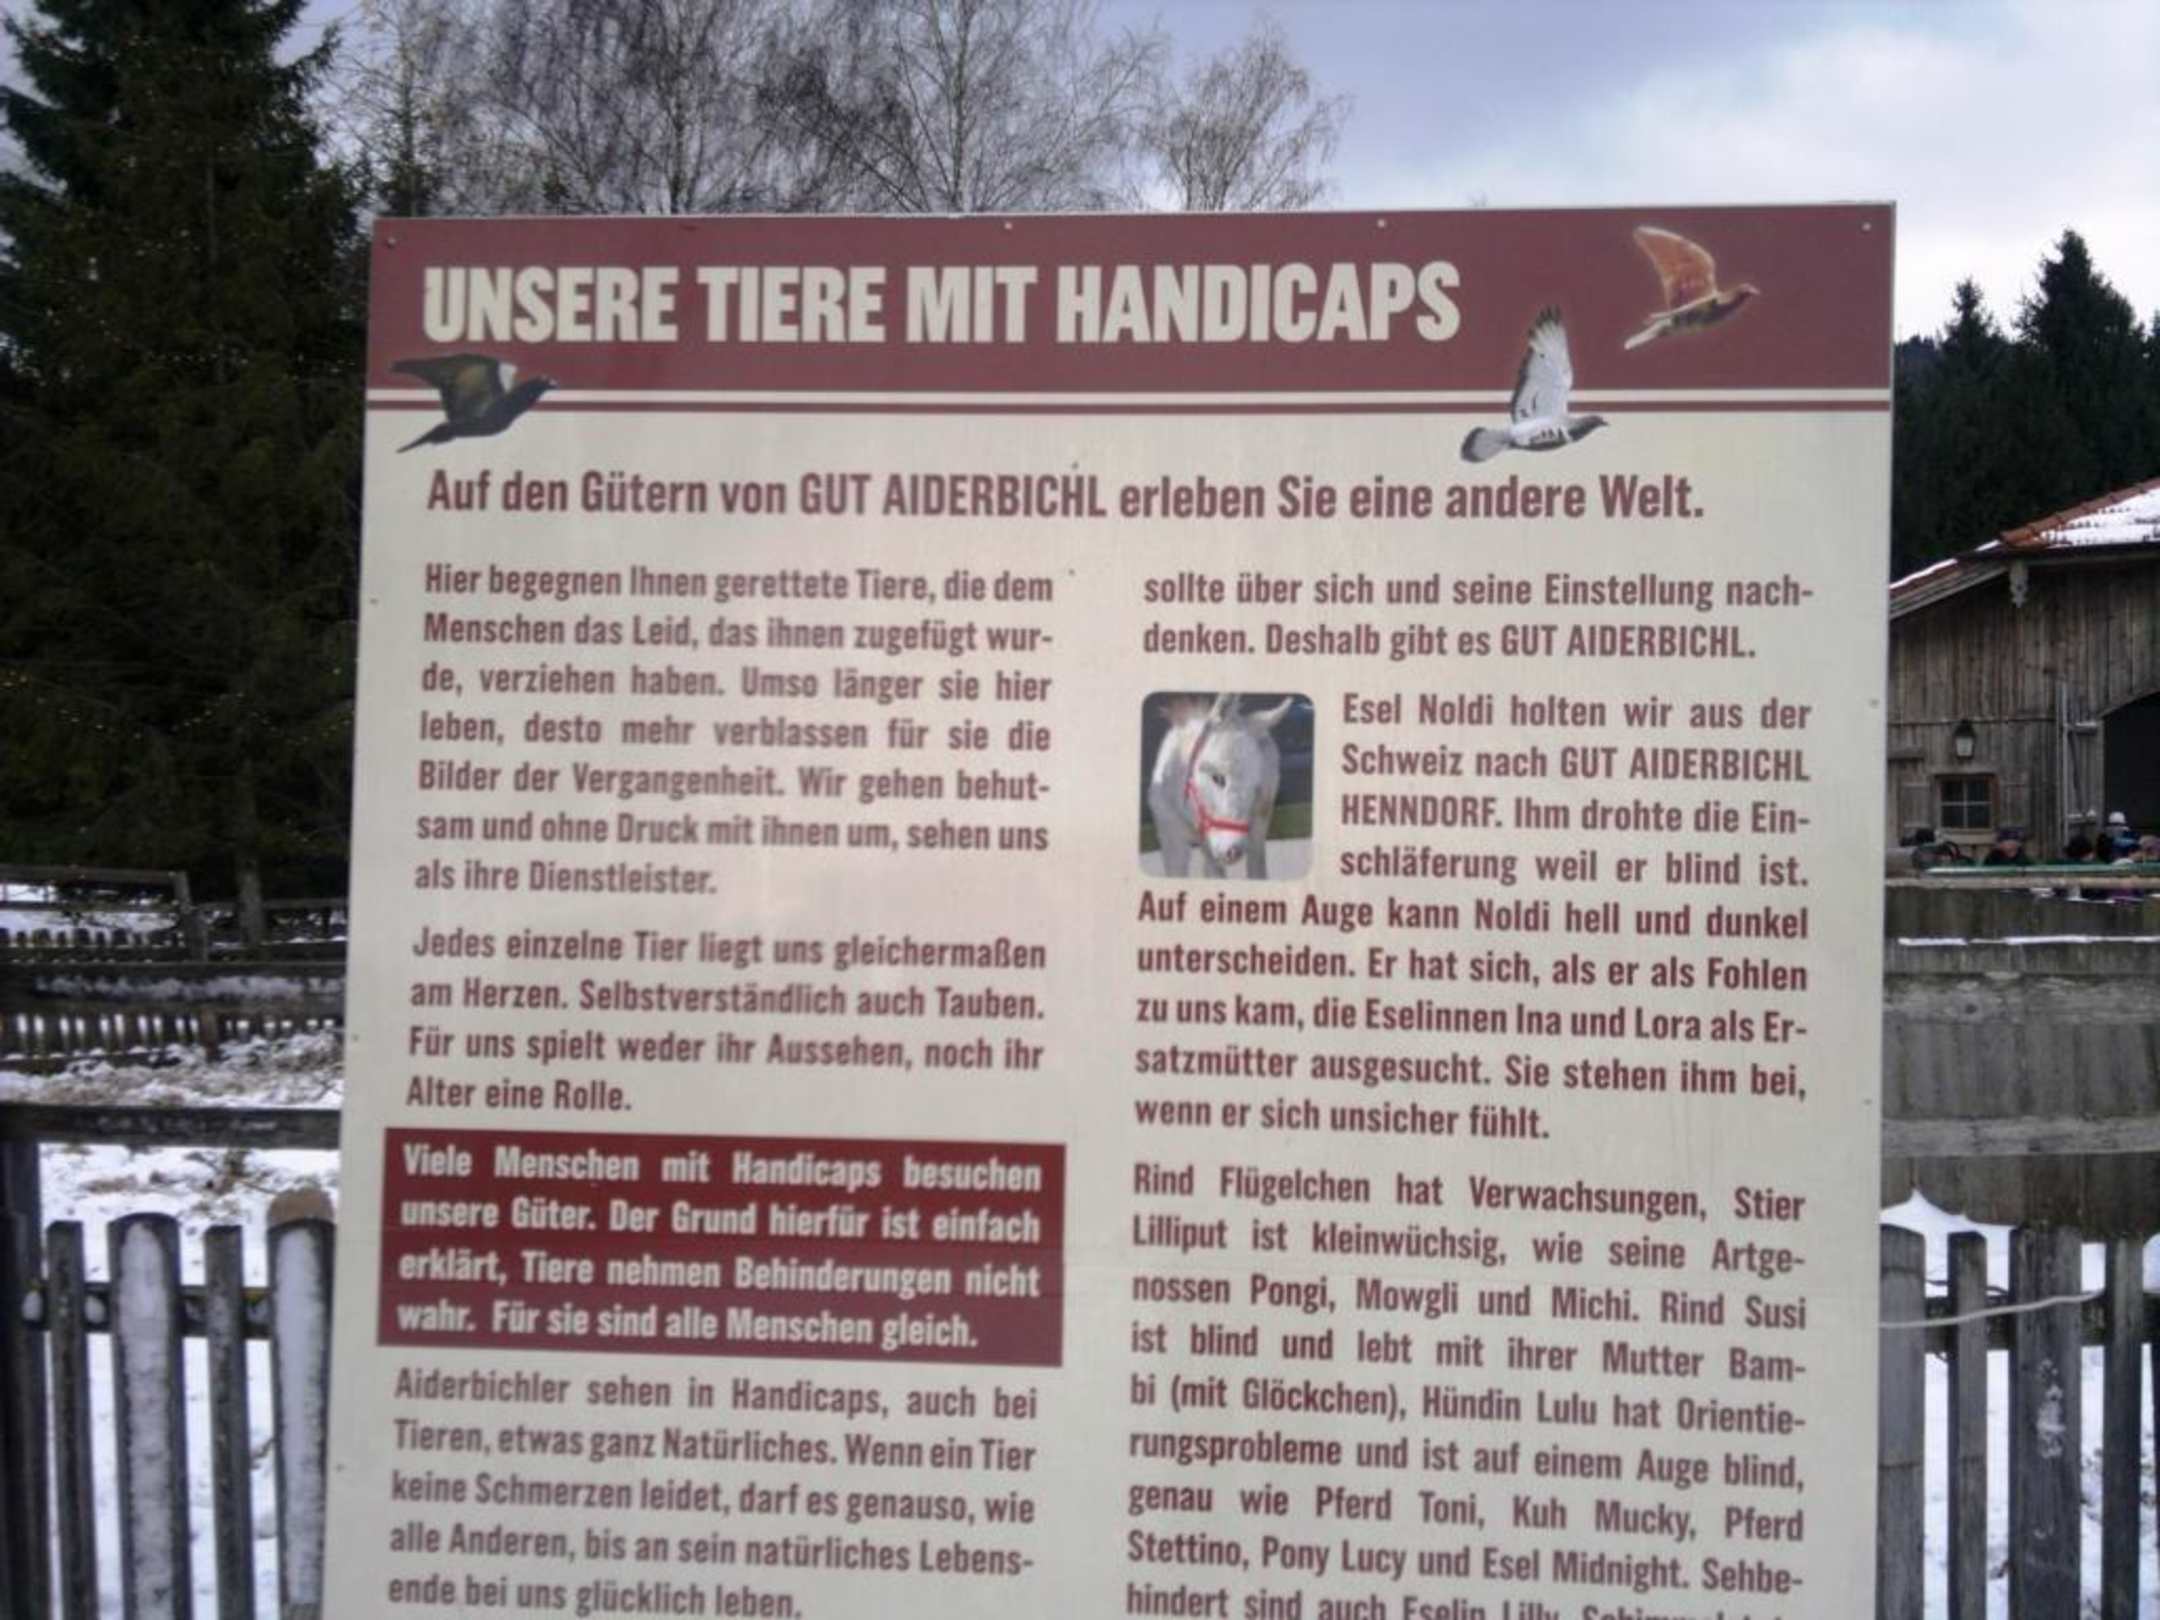 UNSERE TIERE MIT HANDICAPS
Auf den Gütern von GUT AIDERBICHL erleben Sie eine andere Welt.
Hier begegnen Ihnen gerettete Tiere, die dem
Menschen das Leid, das ihnen zugefügt wur-
de, verziehen haben. Umso länger sie hier
leben, desto mehr verblassen für sie die
Bilder der Vergangenheit. Wir gehen behut-
sam und ohne Druck mit ihnen um, sehen uns
als ihre Dienstleister.
Jedes einzelne Tier liegt uns gleichermaßen
am Herzen. Selbstverständlich auch Tauben.
Für uns spielt weder ihr Aussehen, noch ihr
Alter eine Rolle.
Viele Menschen mit Handicaps besuchen
unsere Güter. Der Grund hierfür ist einfach
erklärt, Tiere nehmen Behinderungen nicht
wahr. Für sie sind alle Menschen gleich.
Aiderbichler sehen in Handicaps, auch bei
Tieren, etwas ganz Natürliches. Wenn ein Tier
keine Schmerzen leidet, darf es genauso, wie
alle Anderen, bis an sein natürliches Lebens-
ende bei uns glücklich leben.
sollte über sich und seine Einstellung nach-
denken. Deshalb gibt es GUT AIDERBICHL.
Esel Noldi holten wir aus der
Schweiz nach GUT AIDERBICHL
HENNDORF. Ihm drohte die Ein-
schläferung weil er blind ist.
Auf einem Auge kann Noldi hell und dunkel
unterscheiden. Er hat sich, als er als Fohlen
zu uns kam, die Eselinnen Ina und Lora als Er-
satzmütter ausgesucht. Sie stehen ihm bei,
wenn er sich unsicher fühlt.
Rind Flügelchen hat Verwachsungen, Stier
Lilliput ist kleinwüchsig, wie seine Artge-
nossen Pongi, Mowgli und Michi. Rind Susi
ist blind und lebt mit ihrer Mutter Bam-
bi (mit Glöckchen), Hündin Lulu hat Orientie-
rungsprobleme und ist auf einem Auge blind,
genau wie Pferd Toni, Kuh Mucky, Pferd
Stettino, Pony Lucy und Esel Midnight. Sehbe-
hindert sind auch Eselin Lilly,